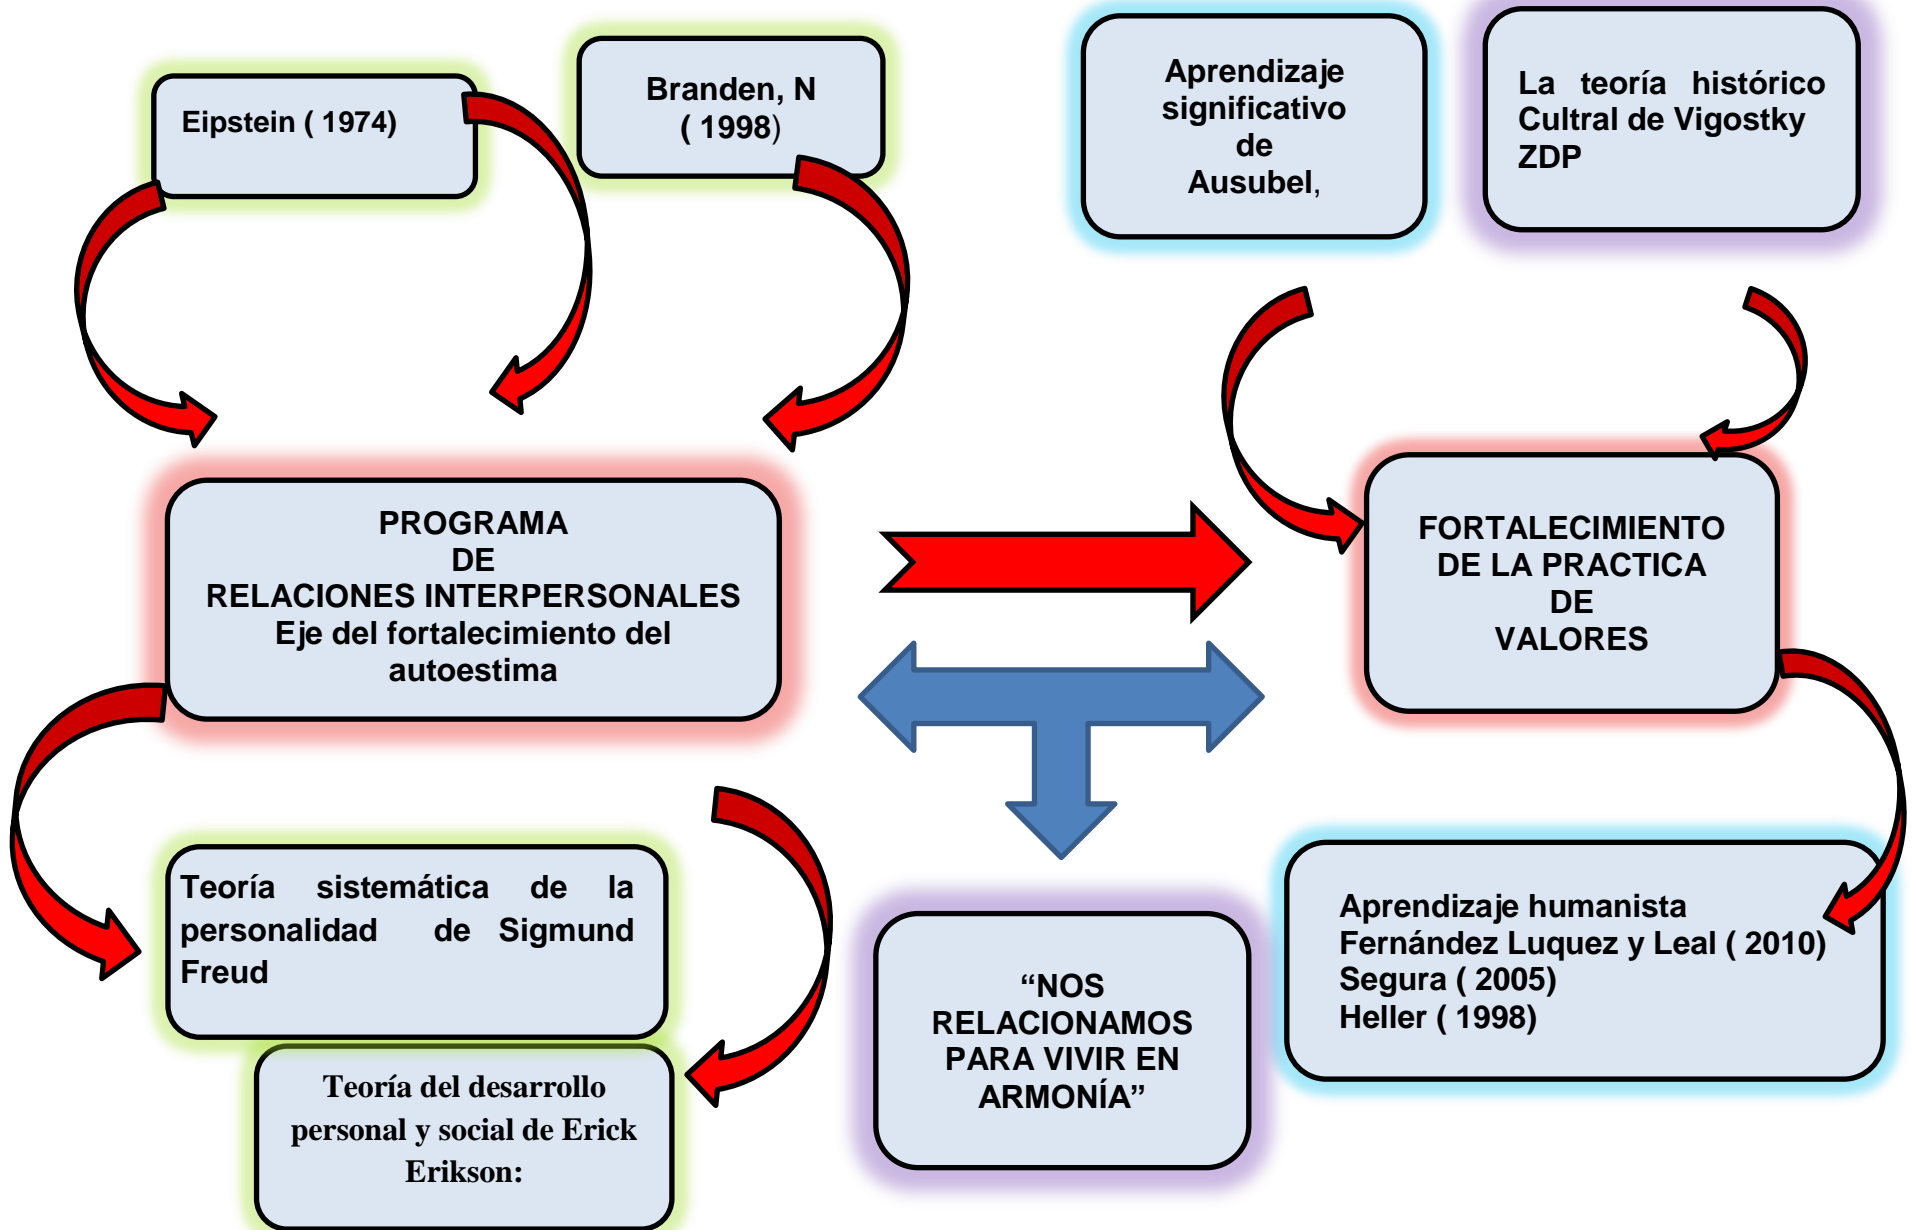 Eipstein ( 1974)
Branden, N
( 1998)
Aprendizaje
significativo
de
Ausubel,
La teoría histórico
Cultral de Vigostky
ZDP
PROGRAMA
DE
RELACIONES INTERPERSONALES
Eje del fortalecimiento del
autoestima
FORTALECIMIENTO
DE LA PRACTICA
DE
VALORES
Teoría sistemática de la
personalidad de Sigmund
Freud
Teoría del desarrollo
personal y social de Erick
Erikson:
“NOS
RELACIONAMOS
PARA VIVIR EN
ARMONÍA”
Aprendizaje humanista
Fernández Luquez y Leal ( 2010)
Segura ( 2005)
Heller ( 1998)